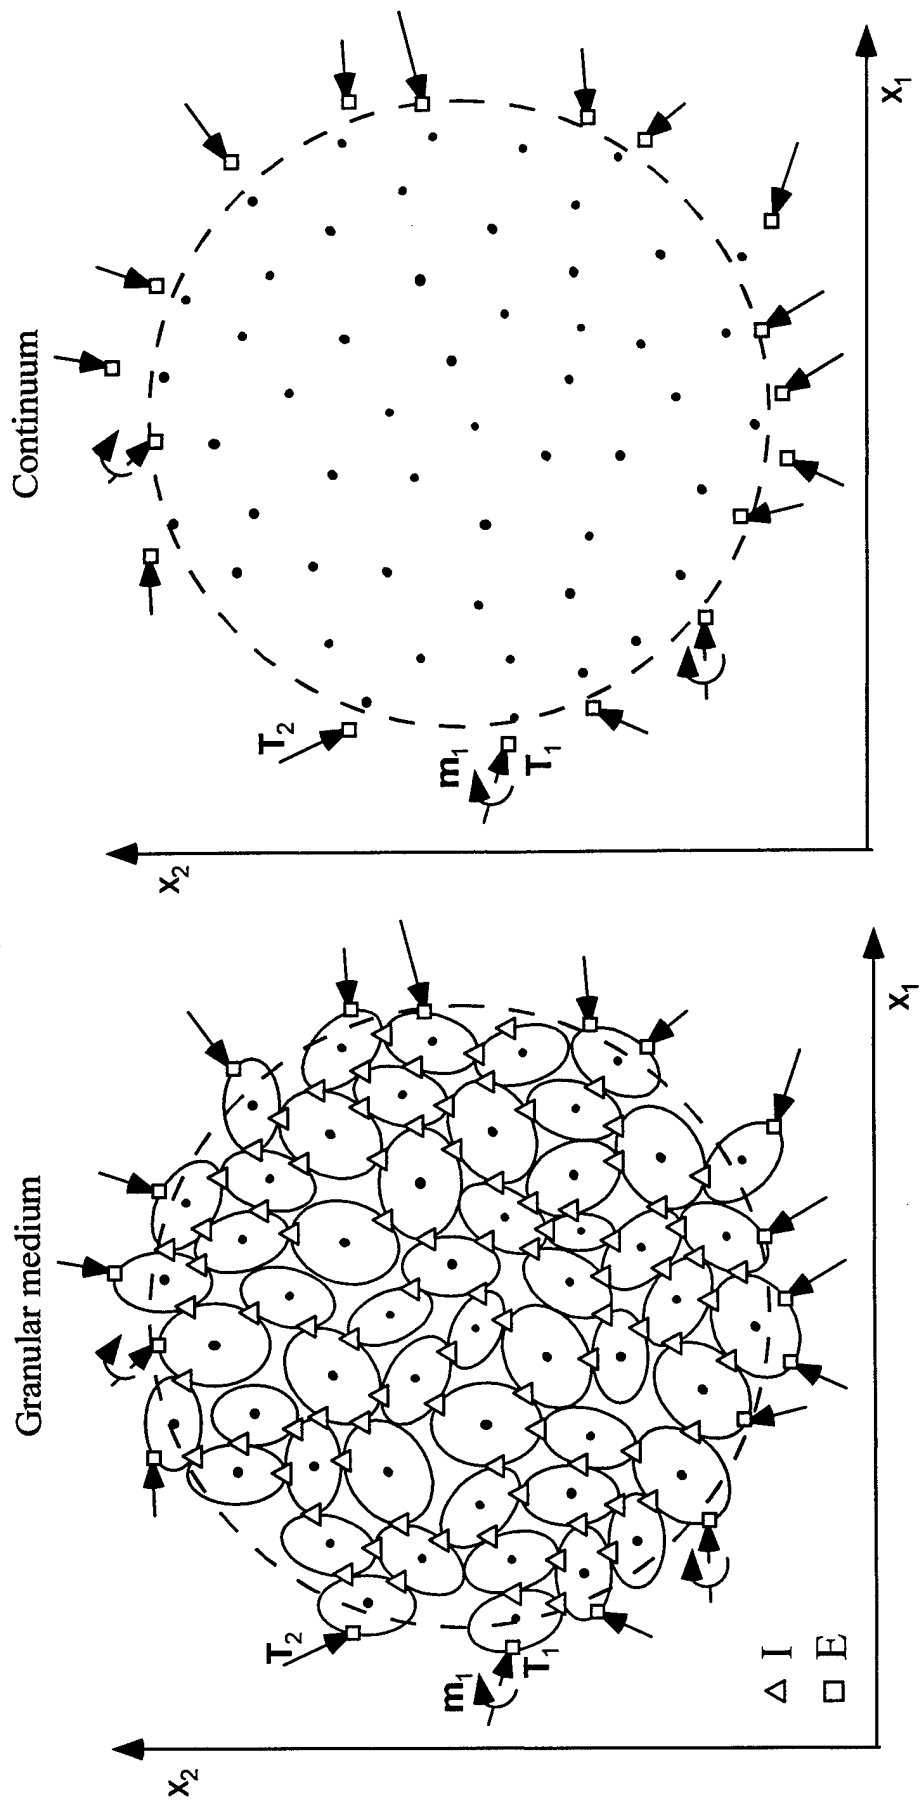 Granular medium
x₂
T₂
m₁
T₁
I
E
x₁
Continuum
x₂
T₂
m₁
T₁
x₁